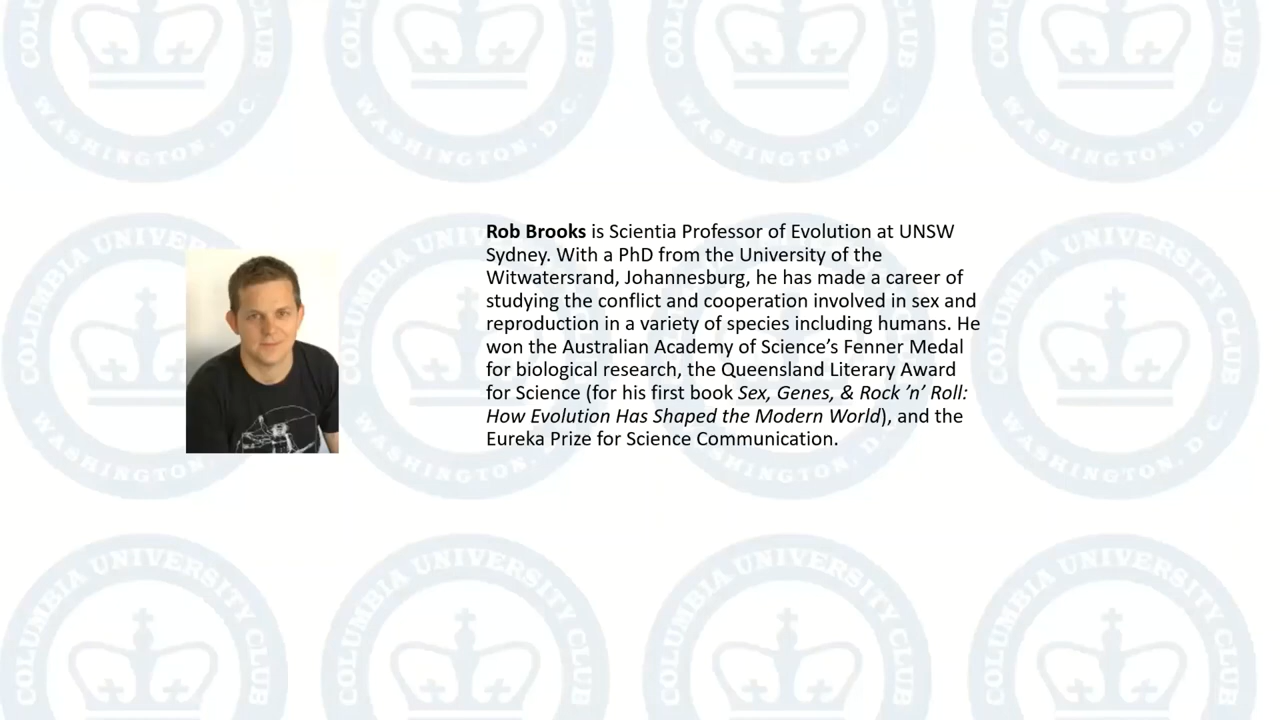 COLUMBIA UNIVERSITY CLUB
WASHINGTON, D.C.
Rob Brooks is Scientia Professor of Evolution at UNSW
Sydney. With a PhD from the University of the
Witwatersrand, Johannesburg, he has made a career of
studying the conflict and cooperation involved in sex and
reproduction in a variety of species including humans. He
won the Australian Academy of Science’s Fenner Medal
for biological research, the Queensland Literary Award
for Science (for his first book Sex, Genes, & Rock ’n’ Roll:
How Evolution Has Shaped the Modern World), and the
Eureka Prize for Science Communication.